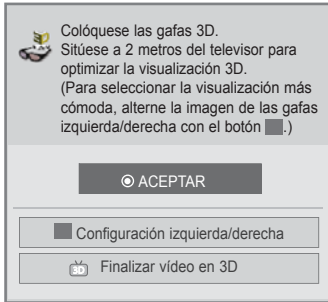 Colóquese las gafas 3D.
Sitúese a 2 metros del televisor para
optimizar la visualización 3D.
(Para seleccionar la visualización más
cómoda, alterne la imagen de las gafas
izquierda/derecha con el botón .)
ACEPTAR
Configuración izquierda/derecha
3D Finalizar vídeo en 3D